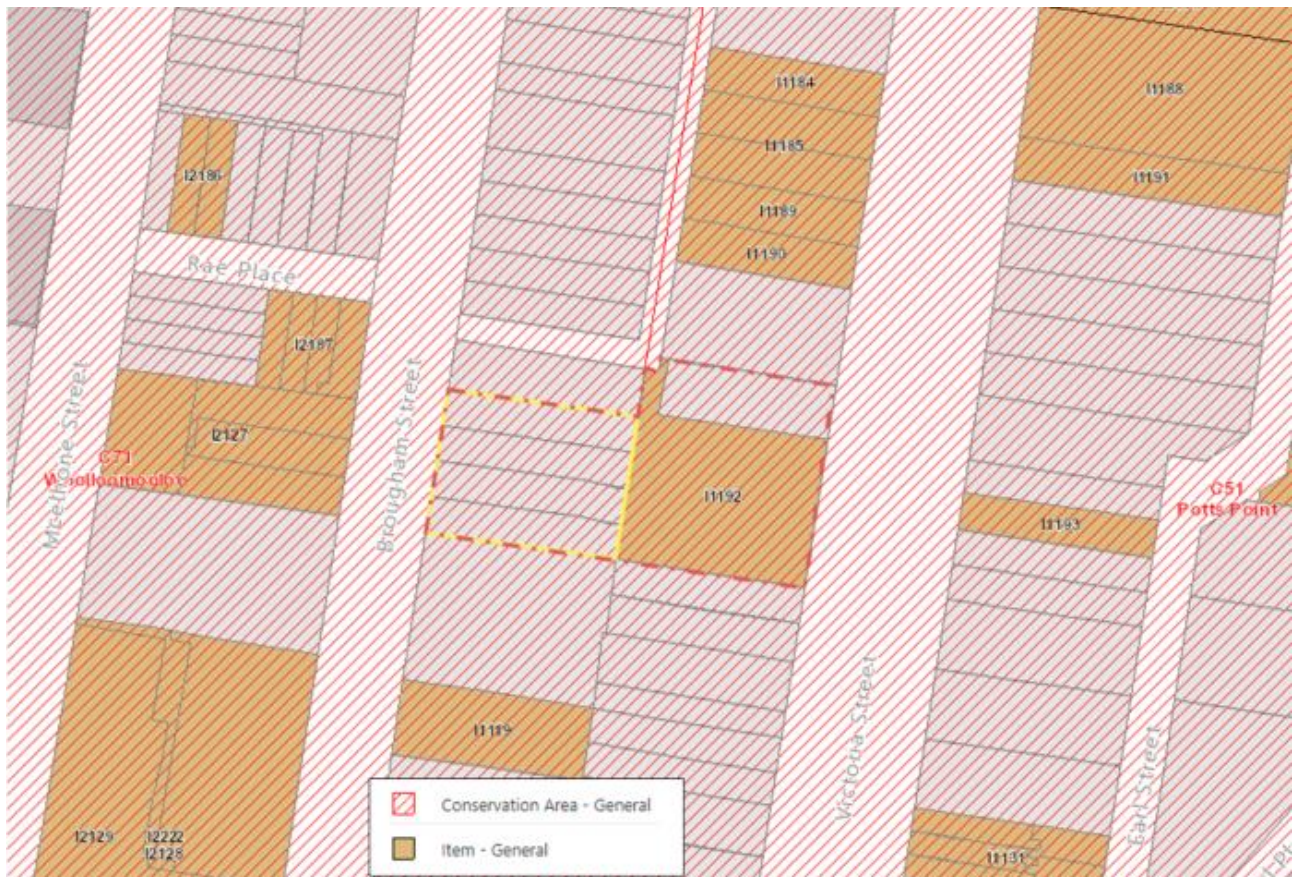 I1184
I1188
I1185
I2186
I1191
I1189
I1190
Rae Place
I2187
Mcelhone Street
Brougham Street
I2127
C71
Woolloomooloo
I1192
C51
Potts Point
I1193
Victoria Street
I1119
Earl Street
Conservation Area - General
Item - General
I2129
I2222
I2128
I1131